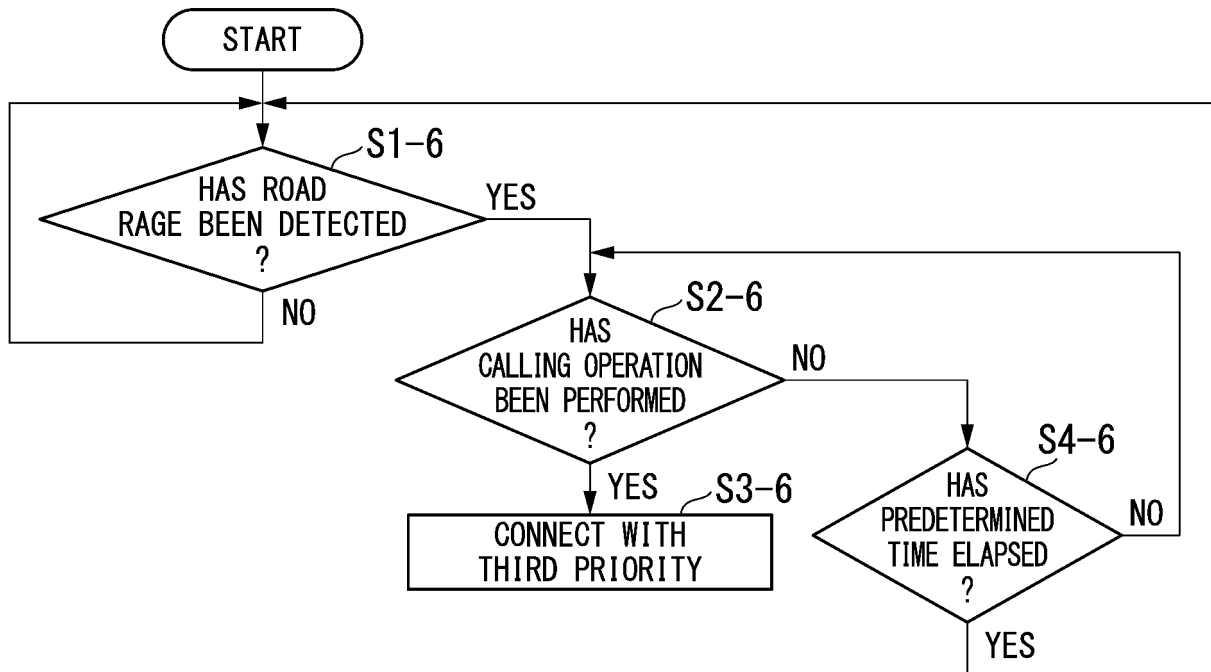 START
S1-6
HAS ROAD
RAGE BEEN DETECTED
?
YES
NO
S2-6
HAS
CALLING OPERATION
BEEN PERFORMED
?
NO
YES
S3-6
CONNECT WITH
THIRD PRIORITY
S4-6
HAS
PREDETERMINED
TIME ELAPSED
?
NO
YES